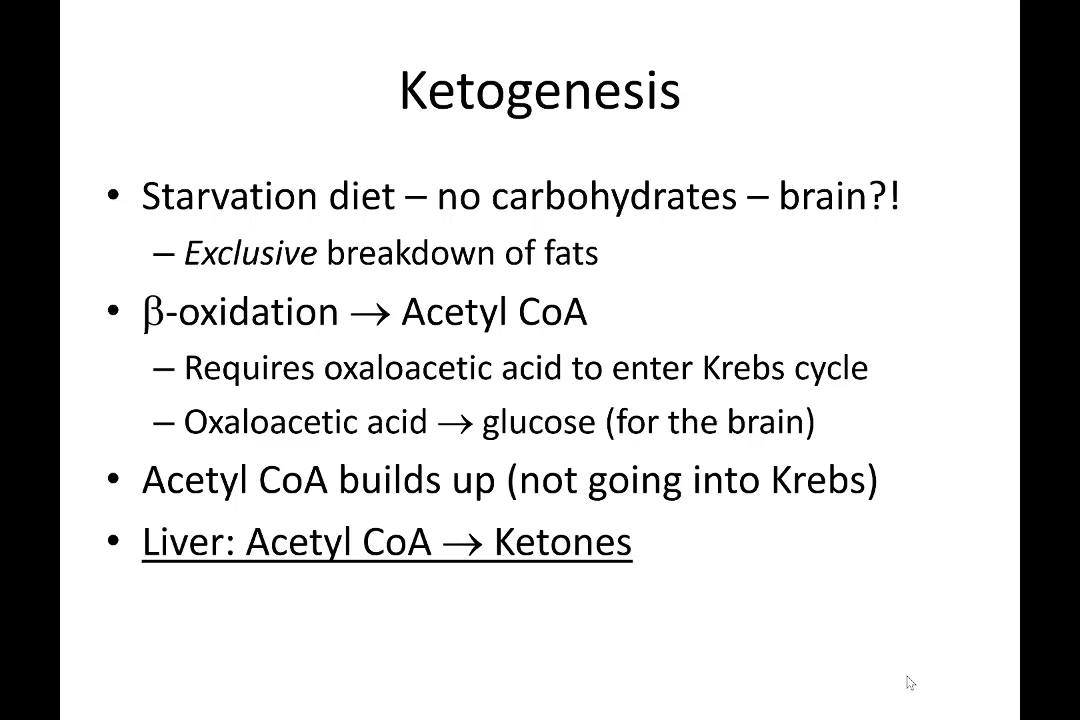 Ketogenesis
• Starvation diet – no carbohydrates – brain?!
– Exclusive breakdown of fats
• β-oxidation → Acetyl CoA
– Requires oxaloacetic acid to enter Krebs cycle
– Oxaloacetic acid → glucose (for the brain)
• Acetyl CoA builds up (not going into Krebs)
• Liver: Acetyl CoA → Ketones